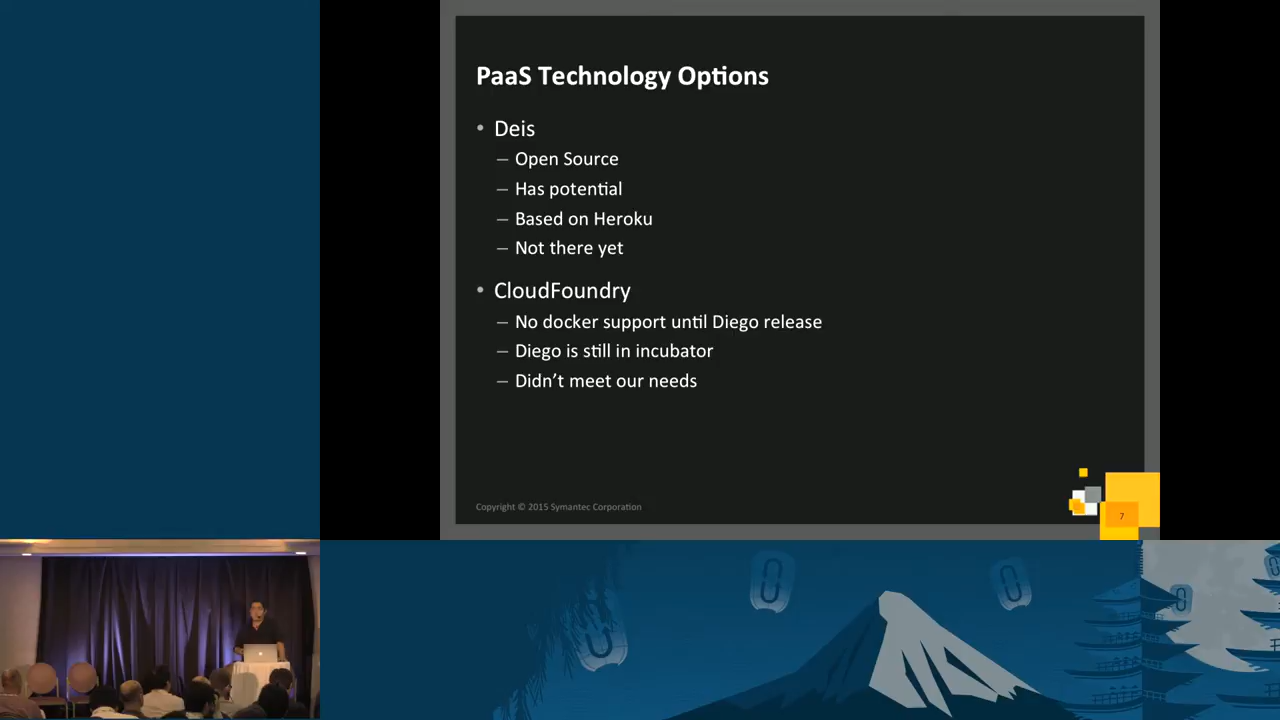 PaaS Technology Options
• Deis
– Open Source
– Has potential
– Based on Heroku
– Not there yet
• CloudFoundry
– No docker support until Diego release
– Diego is still in incubator
– Didn’t meet our needs
Copyright © 2015 Symantec Corporation
7